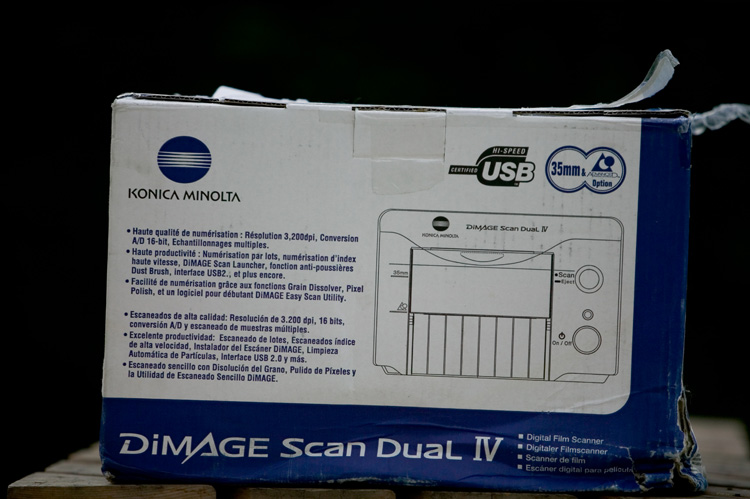 KONICA MINOLTA
HI-SPEED
CERTIFIED
USB
35mm &
Option
• Haute qualité de numérisation : Résolution 3,200dpi, Conversion
A/D 16-bit, Echantillonnages multiples.
• Haute productivité : Numérisation par lots, numérisation d'index
haute vitesse, DiMAGE Scan Launcher, fonction anti-poussières
Dust Brush, interface USB2., et plus encore.
• Facilité de numérisation grâce aux fonctions Grain Dissolver, Pixel
Polish, et un logiciel pour débutant DiMAGE Easy Scan Utility.
• Escaneados de alta calidad: Resolución de 3.200 dpi, 16 bits,
conversión A/D y escaneado de muestras múltiples.
• Excelente productividad: Escaneado de lotes, Escaneados índice
de alta velocidad, Instalador del Escáner DiMAGE, Limpieza
Automática de Partículas, Interface USB 2.0 y más.
• Escaneado sencillo con Disolución del Grano, Pulido de Píxeles y
la Utilidad de Escaneado Sencillo DiMAGE.
KONICA MINOLTA
DiMAGE Scan Dual IV
35mm
Scan
Eject
On / Off
DiMAGE Scan Dual IV
Digital Film Scanner
Digitaler Filmscanner
Scanner de film
Escáner digital para película